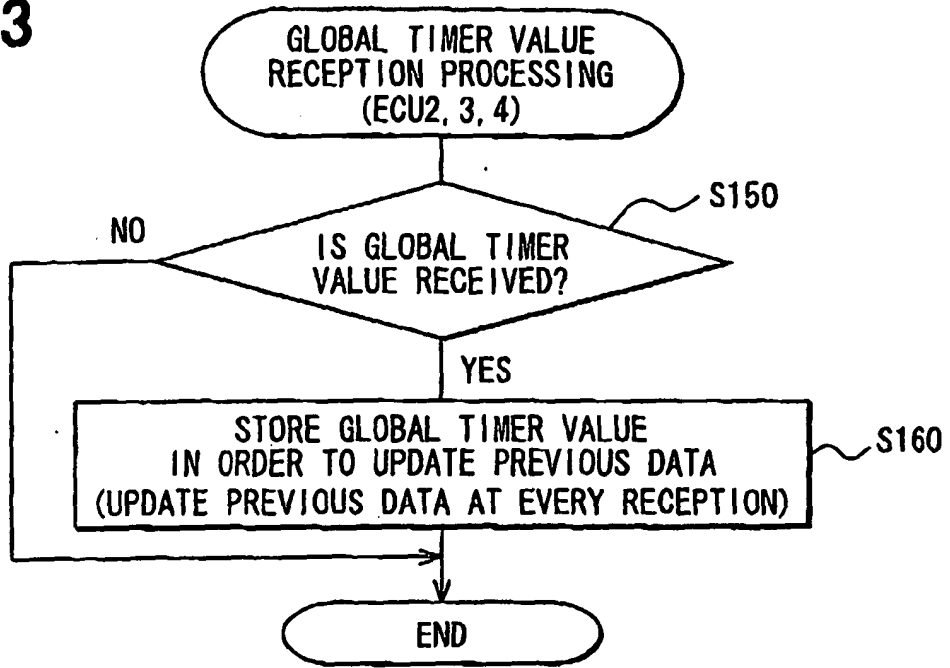 3
GLOBAL TIMER VALUE
RECEPTION PROCESSING
(ECU2, 3, 4)
S150
NO
IS GLOBAL TIMER
VALUE RECEIVED?
YES
STORE GLOBAL TIMER VALUE
IN ORDER TO UPDATE PREVIOUS DATA
(UPDATE PREVIOUS DATA AT EVERY RECEPTION)
S160
END